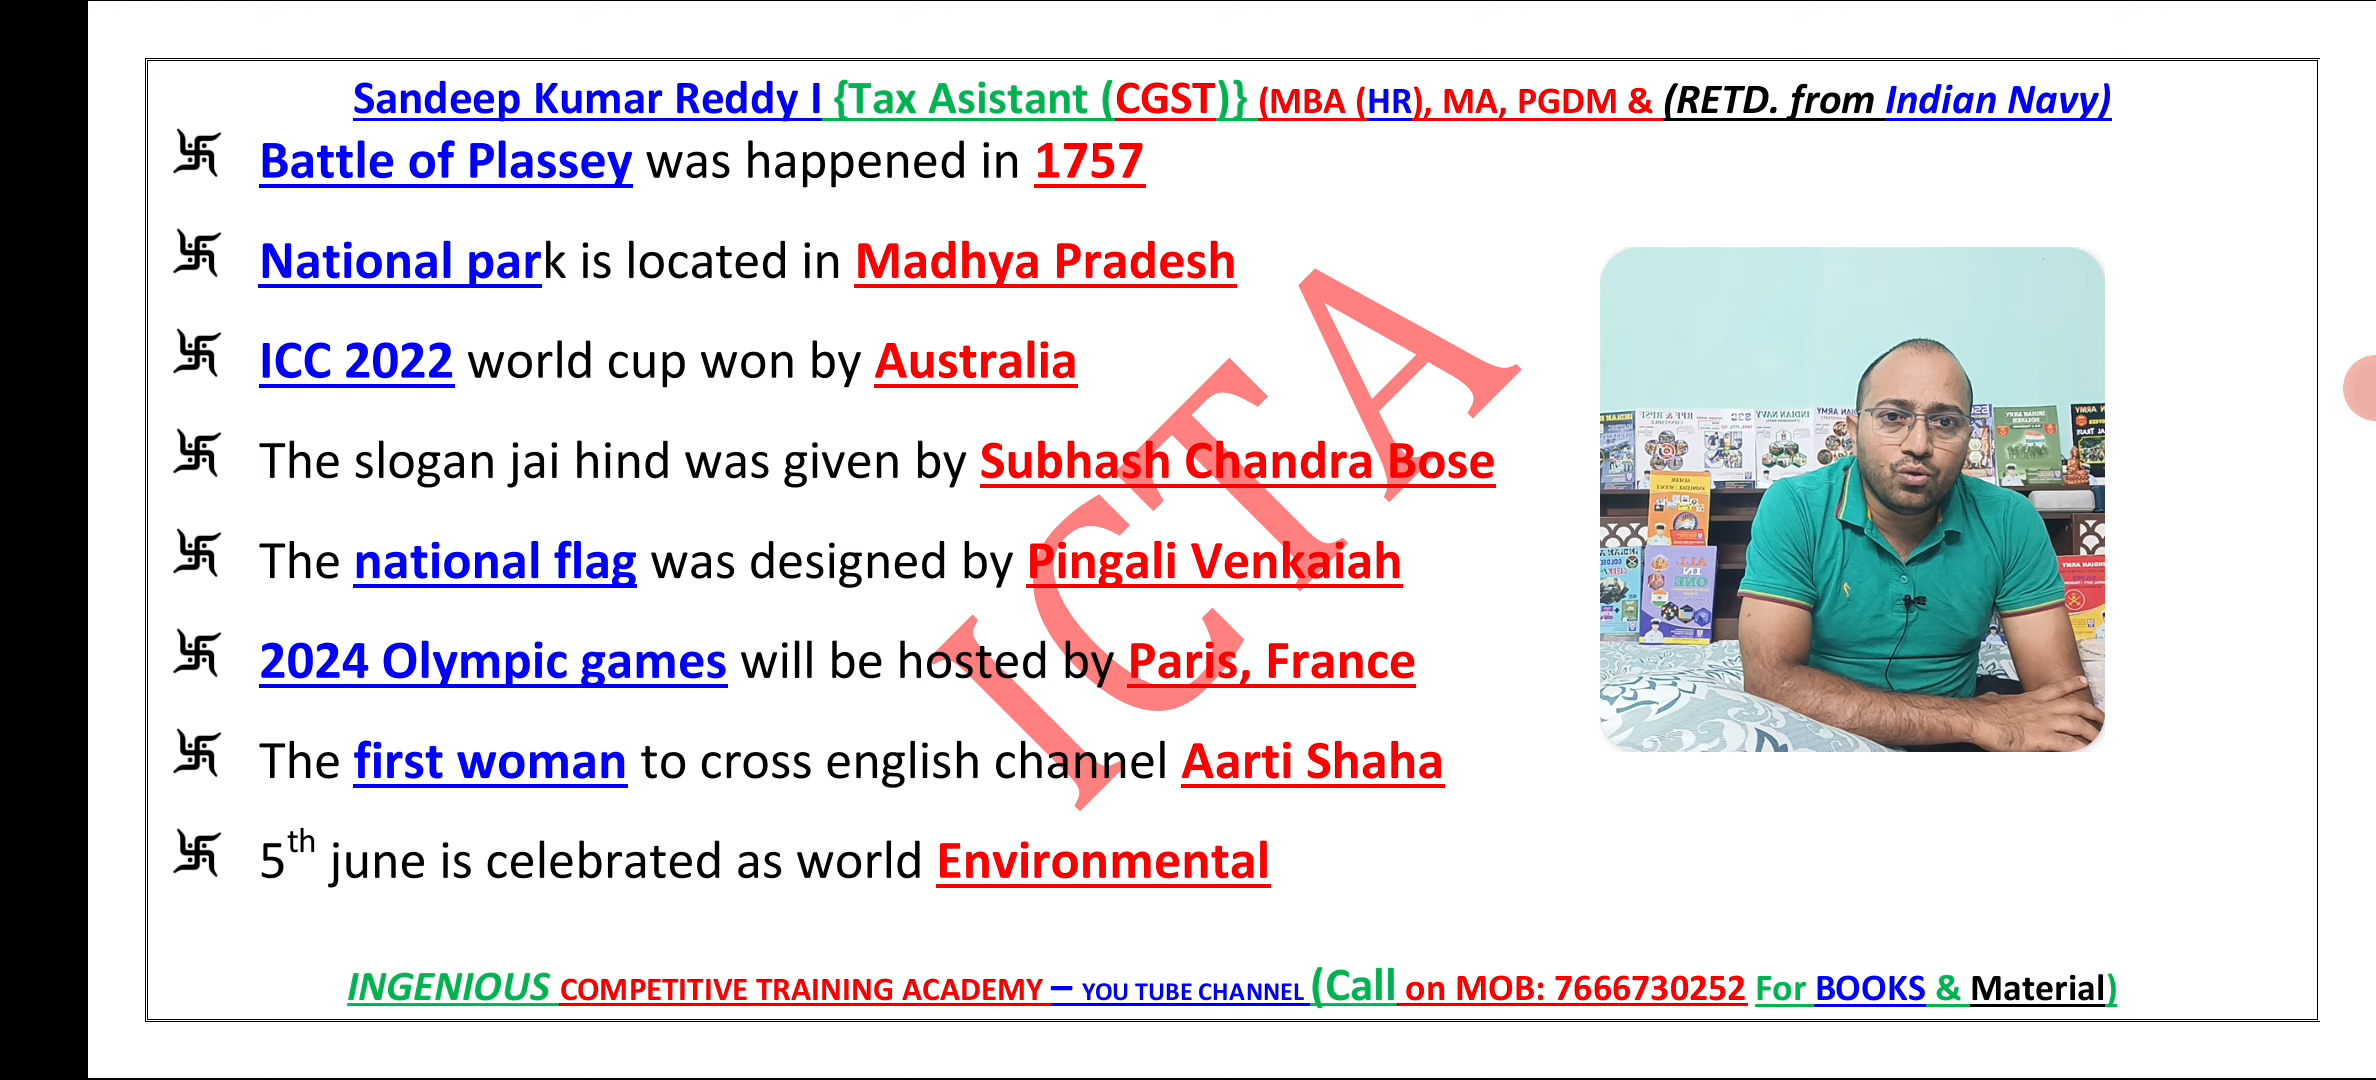 Sandeep Kumar Reddy I {Tax Asistant (CGST)} (MBA (HR), MA, PGDM & (RETD. from Indian Navy)
Battle of Plassey was happened in 1757
National park is located in Madhya Pradesh
ICC 2022 world cup won by Australia
The slogan jai hind was given by Subhash Chandra Bose
The national flag was designed by Pingali Venkaiah
2024 Olympic games will be hosted by Paris, France
The first woman to cross english channel Aarti Shaha
5th june is celebrated as world Environmental
ICTA
ALL
IN
ONE
INGENIOUS COMPETITIVE TRAINING ACADEMY – YOU TUBE CHANNEL (Call on MOB: 7666730252 For BOOKS & Material)